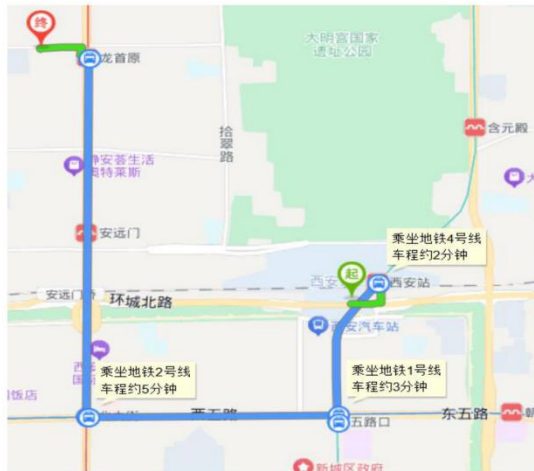 终
龙首原
大明宫国家
遗址公园
含元殿
拾翠路
静安荟生活
奥特莱斯
安远门
乘坐地铁4号线
车程约2分钟
起
西安站
安远门桥
环城北路
西安汽车站
乘坐地铁2号线
车程约5分钟
乘坐地铁1号线
车程约3分钟
国饭店
西五路
五路口
东五路
新城区政府